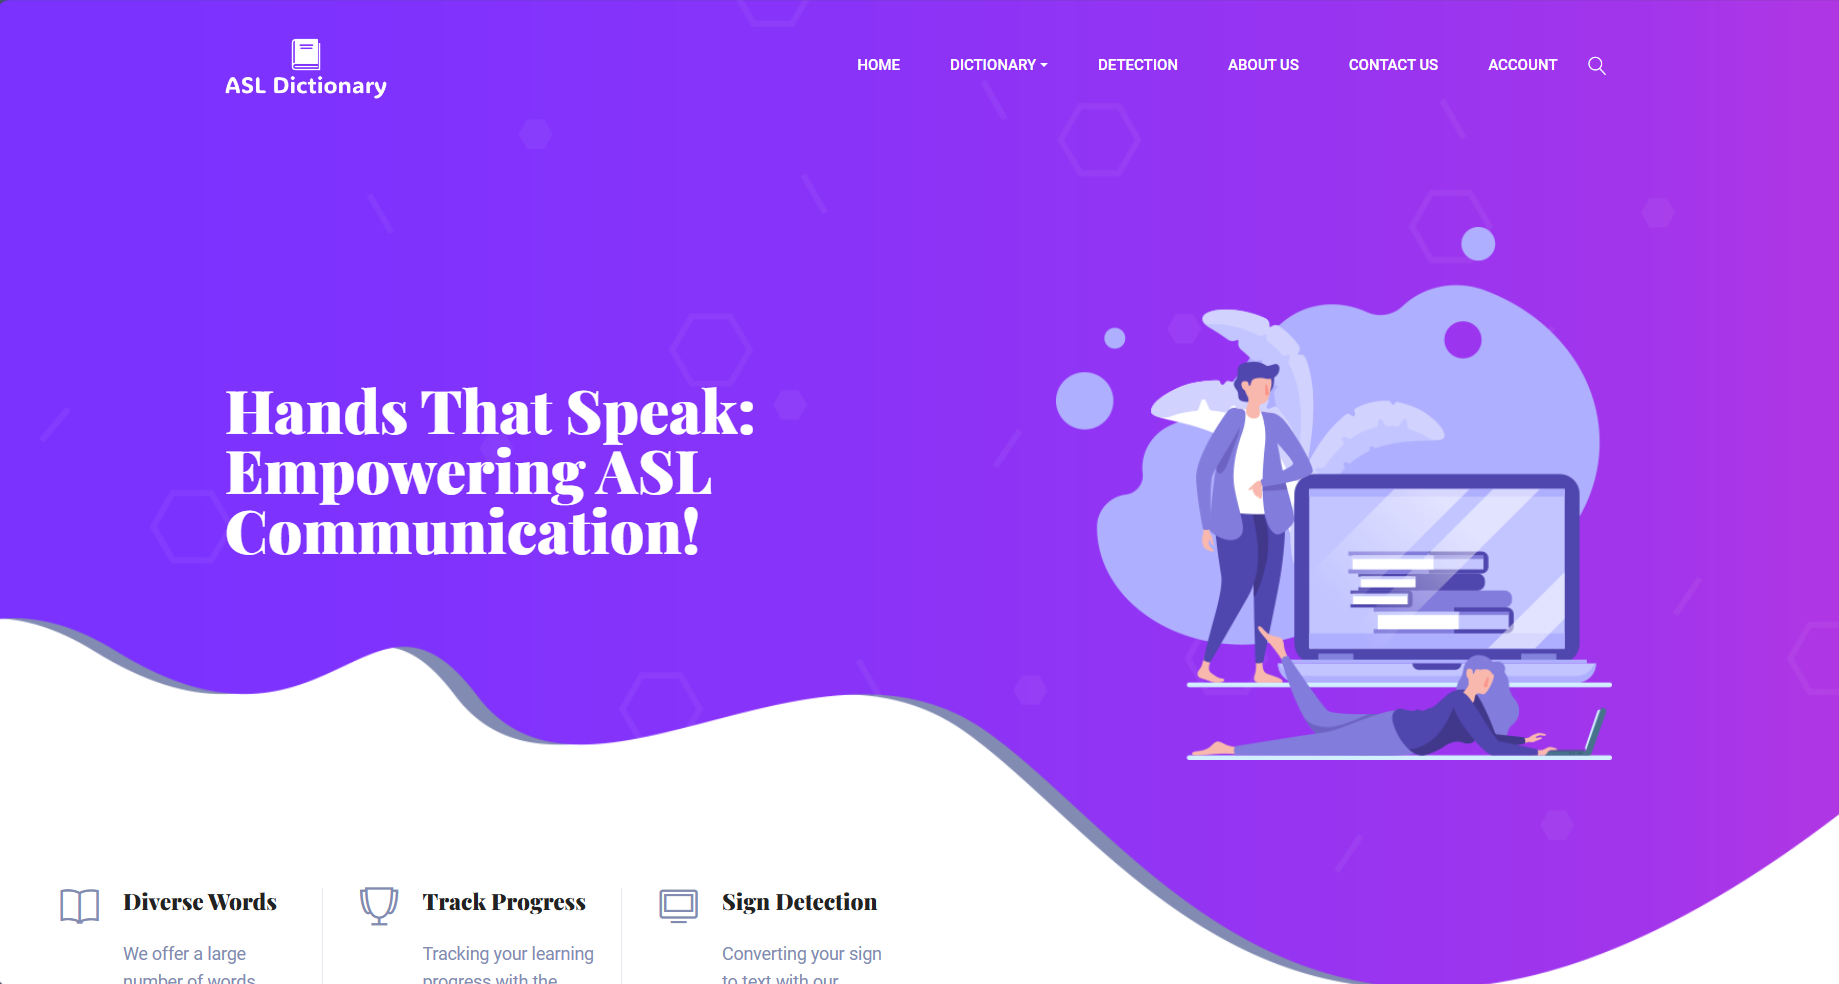 ASL Dictionary
HOME
DICTIONARY
DETECTION
ABOUT US
CONTACT US
ACCOUNT
Hands That Speak:
Empowering ASL
Communication!
Diverse Words
We offer a large
number of words
Track Progress
Tracking your learning
progress with the
Sign Detection
Converting your sign
to text with our